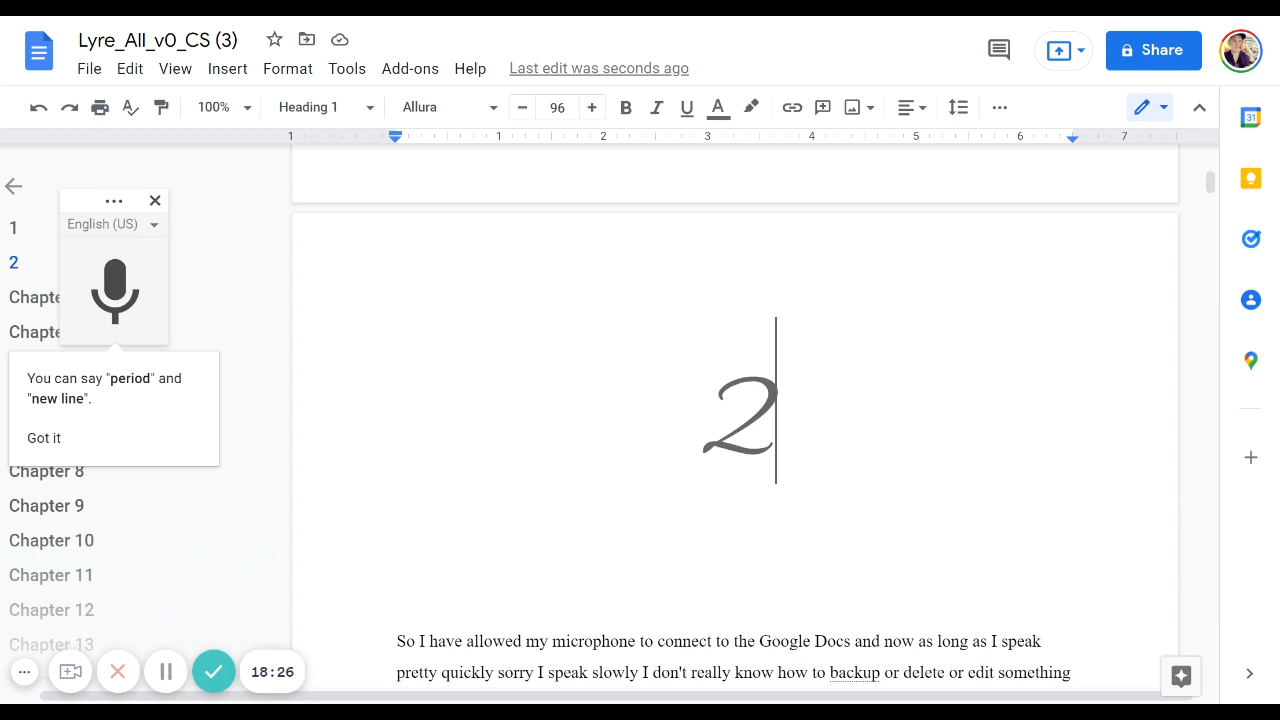 Lyre_All_v0_CS (3)
File Edit View Insert Format Tools Add-ons Help Last edit was seconds ago
Share
100% Heading 1 Allura − 96 + B I U A
1 1 2 3 4 5 6 7
31
English (US)
1
2
Chapte
Chapte
You can say "period" and
"new line".
Got it
Chapter 8
Chapter 9
Chapter 10
Chapter 11
Chapter 12
Chapter 13
18:26
2
So I have allowed my microphone to connect to the Google Docs and now as long as I speak
pretty quickly sorry I speak slowly I don't really know how to backup or delete or edit something